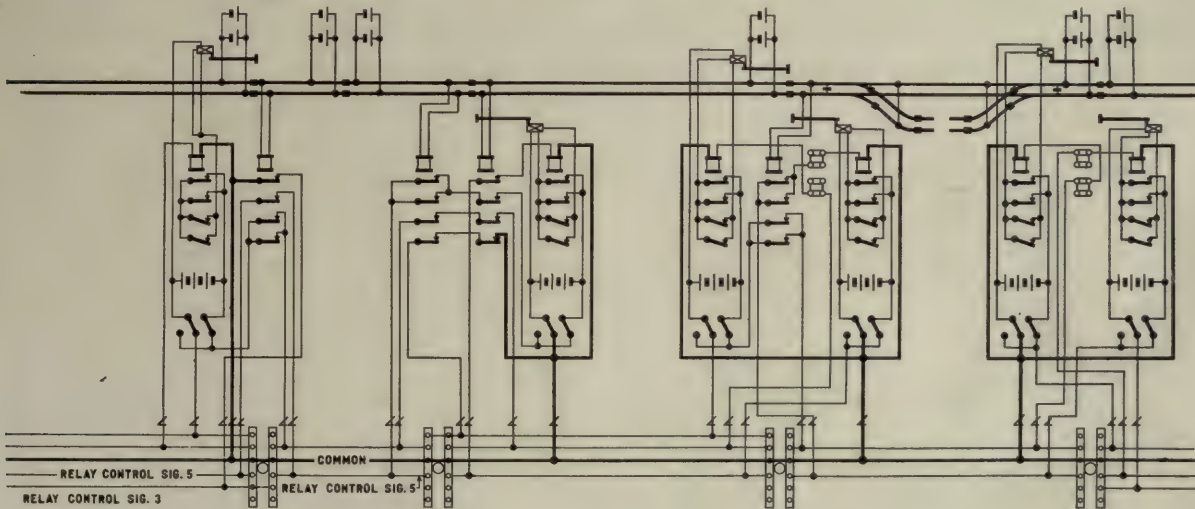 COMMON
RELAY CONTROL SIG. 5
RELAY CONTROL SIG. 5
RELAY CONTROL SIG. 3